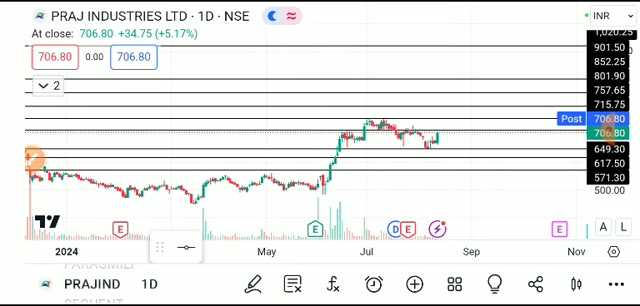 PRAJ INDUSTRIES LTD · 1D · NSE
INR
At close: 706.80 +34.75 (+5.17%)
706.80 0.00 706.80
2
1,020.25
901.50
852.25
801.90
757.65
715.75
Post 706.80
706.80
649.30
617.50
571.30
500.00
E E D E E
A L
2024 May Jul Sep Nov
PRAJIND 1D